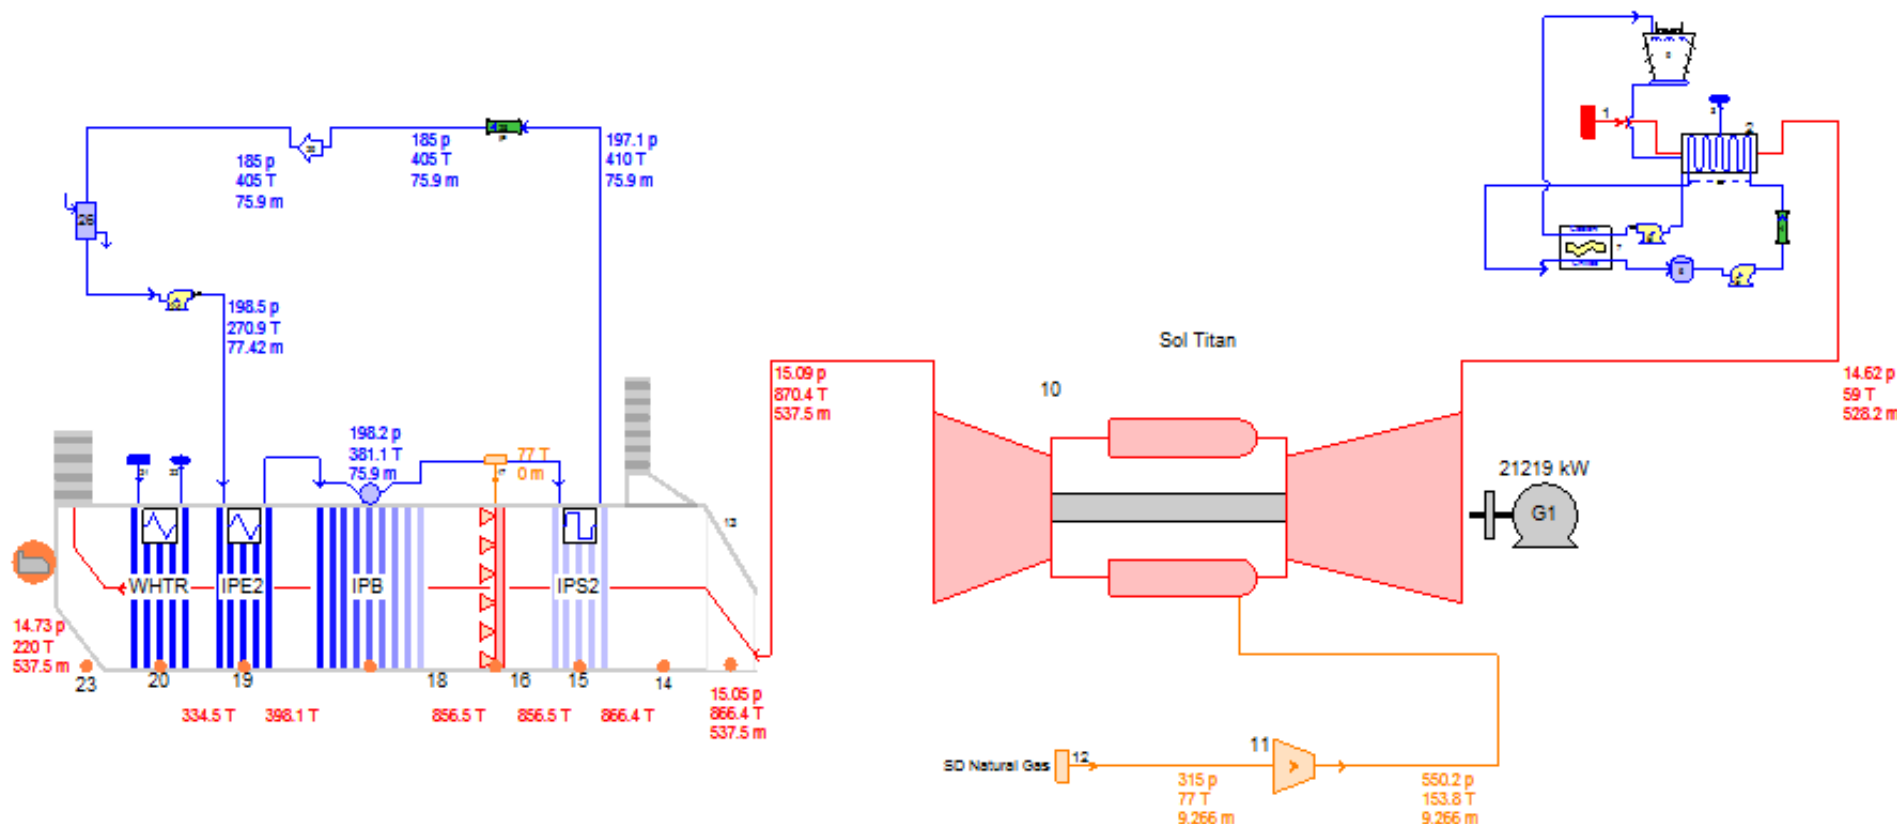 1
2
185 p
405 T
75.9 m
185 p
405 T
75.9 m
197.1 p
410 T
75.9 m
26
7
198.5 p
270.9 T
77.42 m
Sol Titan
15.09 p
870.4 T
537.5 m
10
14.62 p
59 T
528.2 m
198.2 p
381.1 T
75.9 m
77 T
0 m
21219 kW
G1
13
WHTR
IPE2
IPB
IPS2
14.73 p
220 T
537.5 m
23
20
19
18
16
15
14
334.5 T
398.1 T
856.5 T
856.5 T
866.4 T
15.05 p
866.4 T
537.5 m
11
SD Natural Gas
12
315 p
77 T
9.266 m
550.2 p
153.8 T
9.266 m